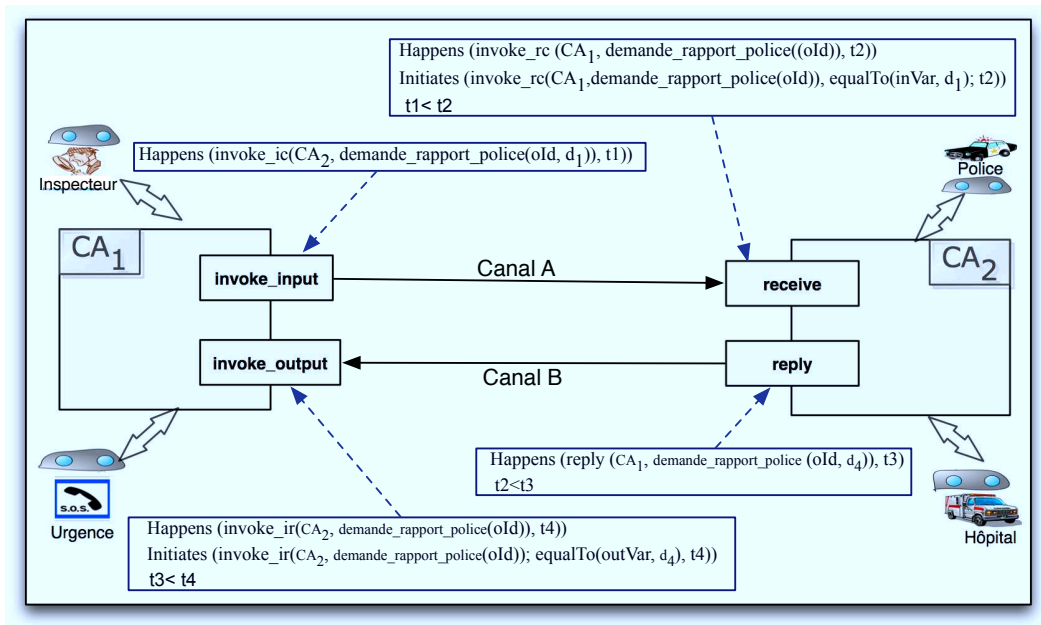 Happens (invoke_rc (CA1, demande_rapport_police((oId)), t2))
Initiates (invoke_rc(CA1,demande_rapport_police(oId)), equalTo(inVar, d1); t2))
t1< t2
Happens (invoke_ic(CA2, demande_rapport_police(oId, d1)), t1))
Inspecteur
Police
CA1
CA2
invoke_input
Canal A
receive
invoke_output
Canal B
reply
Happens (reply (CA1, demande_rapport_police (oId, d4)), t3)
t2<t3
S.O.S.
Urgence
Hôpital
Happens (invoke_ir(CA2, demande_rapport_police(oId)), t4))
Initiates (invoke_ir(CA2, demande_rapport_police(oId)); equalTo(outVar, d4), t4))
t3< t4